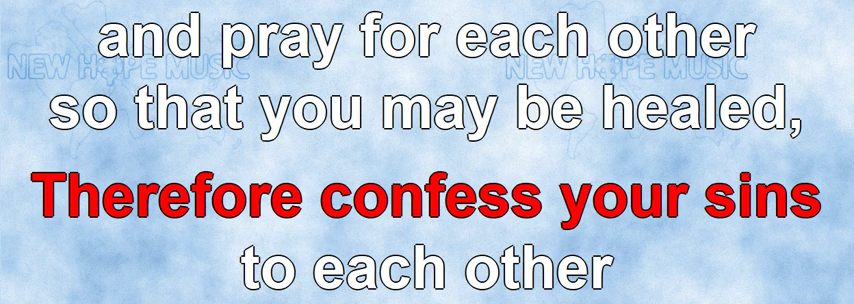 and pray for each other
NEW HOPE MUSIC NEW HOPE MUSIC
so that you may be healed,
Therefore confess your sins
to each other